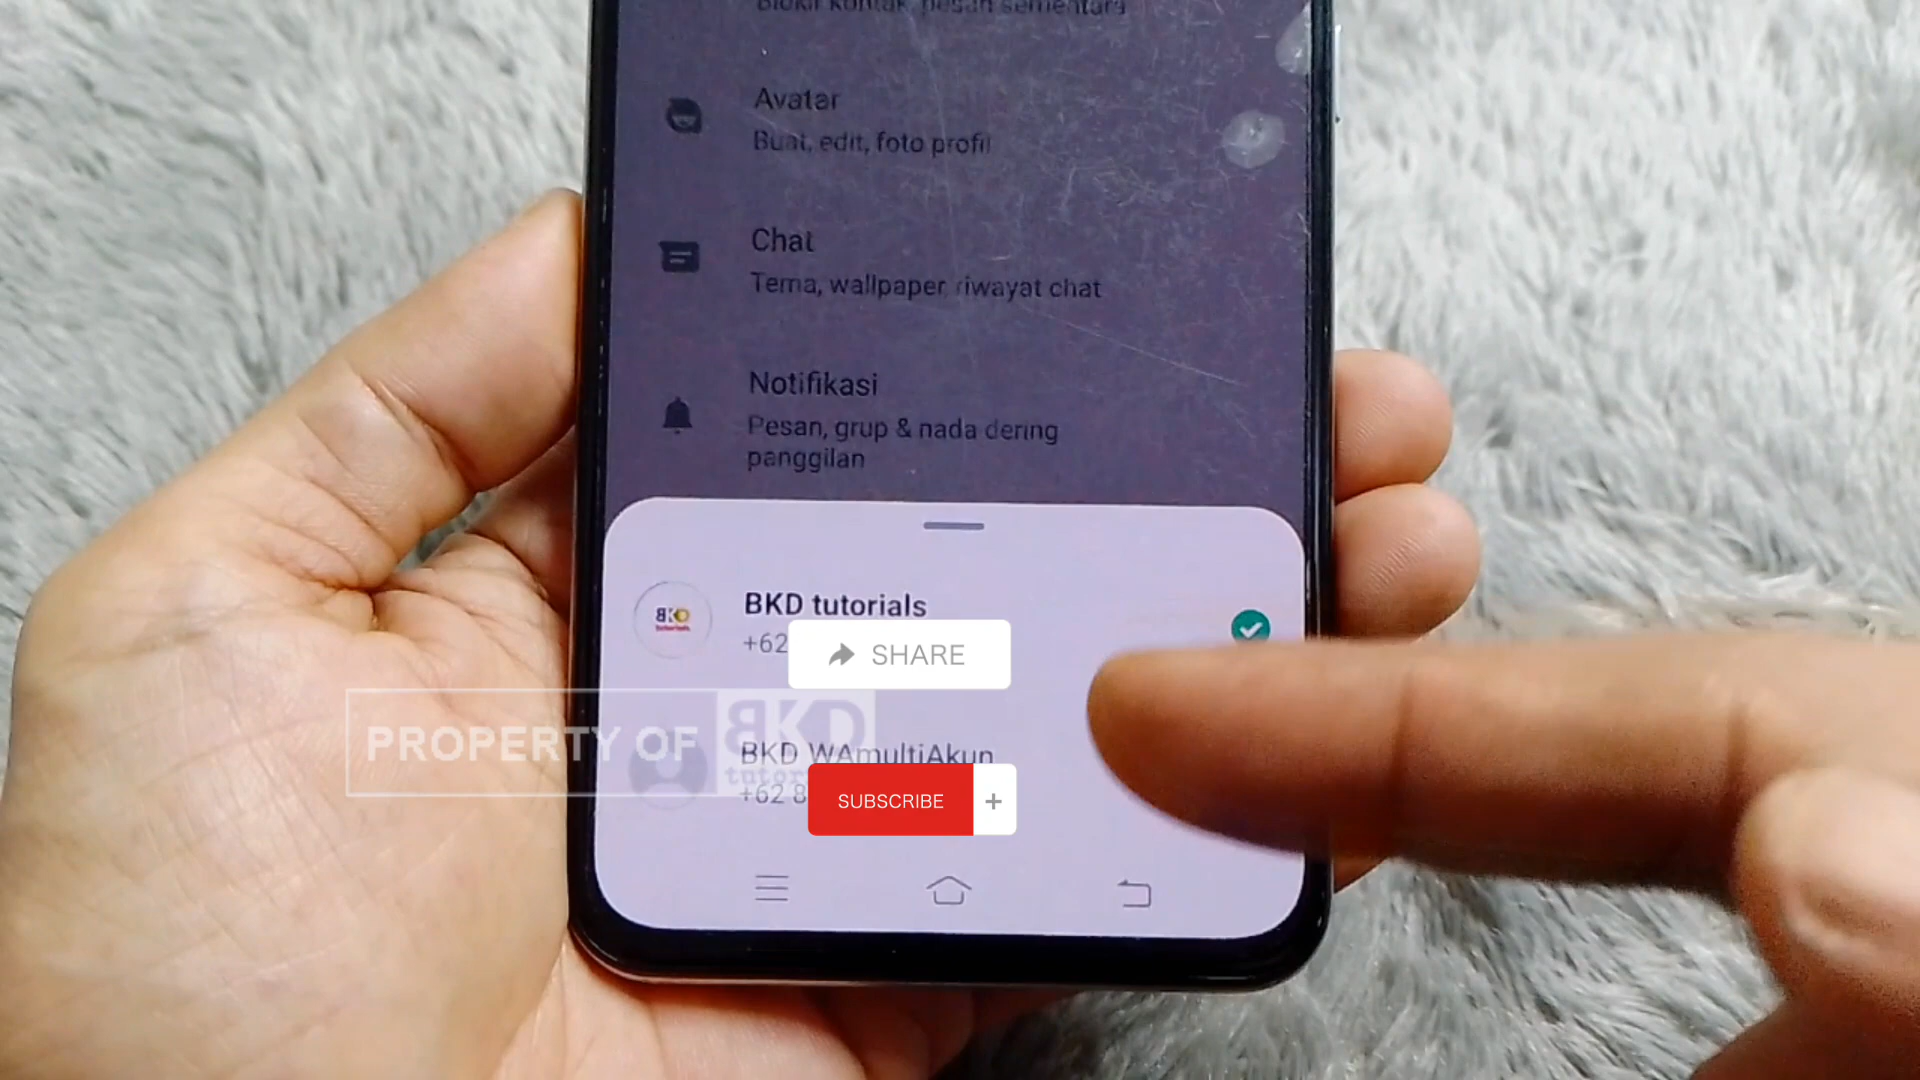 Blokir kontak, pesan sementara
Avatar
Buat, edit, foto profil
Chat
Tema, wallpaper, riwayat chat
Notifikasi
Pesan, grup & nada dering
panggilan
BKD tutorials
BKD
tutorials
+62
SHARE
PROPERTY OF BKD
BKD WAmultiAkun
+62 8
SUBSCRIBE +